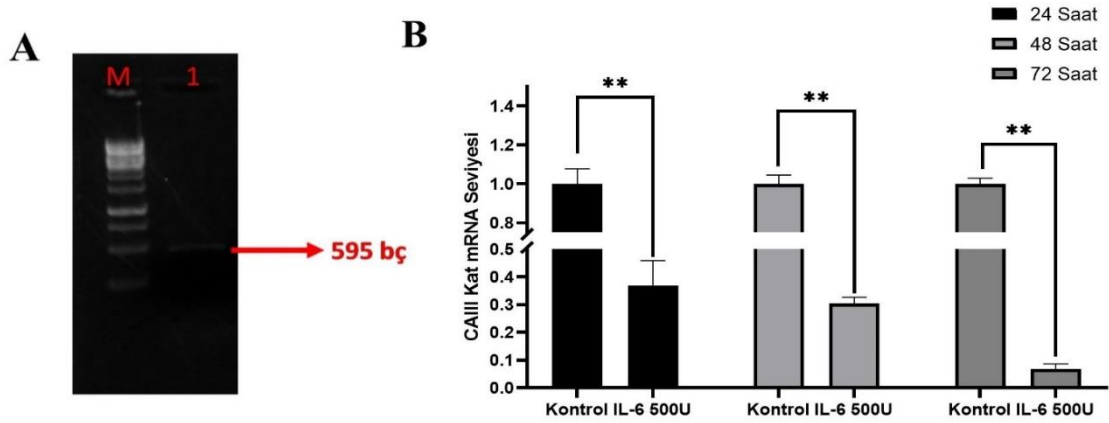 A
M 1
595 bç
B
24 Saat
48 Saat
72 Saat
CAIII Kat mRNA Seviyesi
1.4
1.2
1.0
0.8
0.5
0.4
0.3
0.2
0.1
0.0
**
**
**
Kontrol IL-6 500U
Kontrol IL-6 500U
Kontrol IL-6 500U